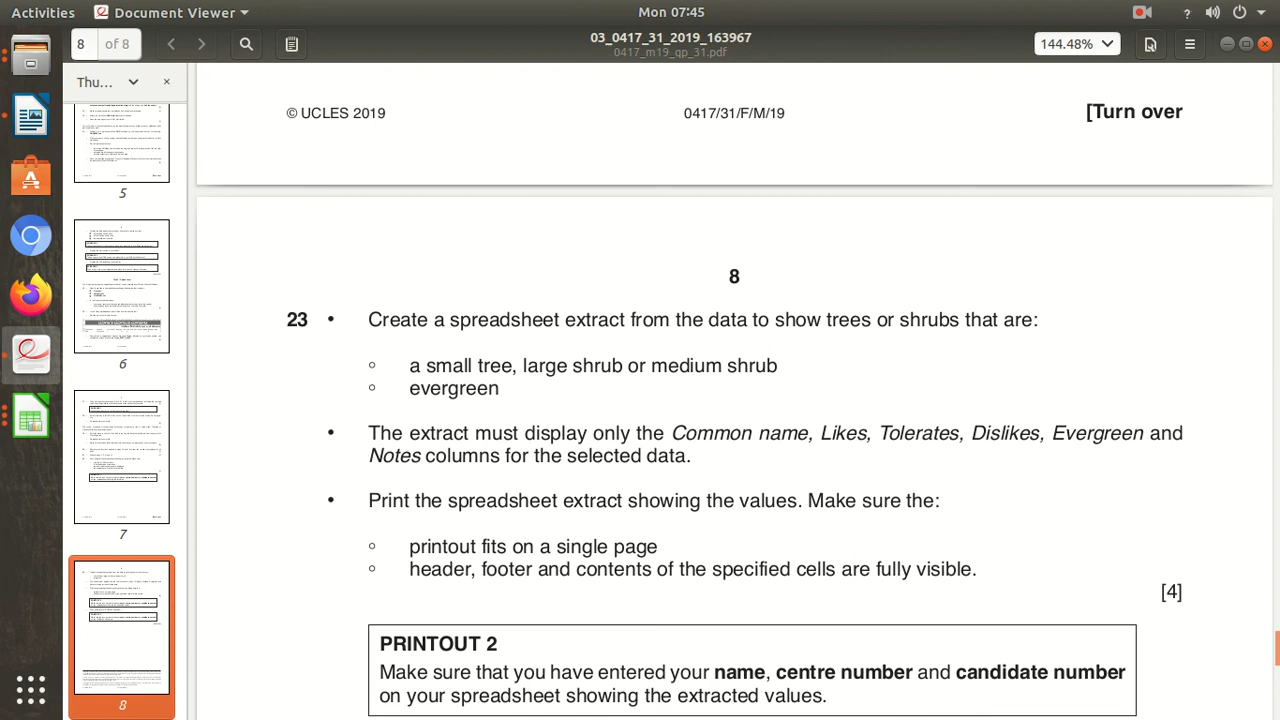 Activities
Document Viewer
Mon 07:45
8 of 8
03_0417_31_2019_163967
0417_m19_qp_31.pdf
144.48%
Thu...
5
6
7
8
© UCLES 2019
0417/31/F/M/19
[Turn over
8
23 • Create a spreadsheet extract from the data to show trees or shrubs that are:
○ a small tree, large shrub or medium shrub
○ evergreen
• The extract must display only the Common name, Likes, Tolerates, Dislikes, Evergreen and
Notes columns for the selected data.
• Print the spreadsheet extract showing the values. Make sure the:
○ printout fits on a single page
○ header, footer and contents of the specified cells are fully visible.
[4]
PRINTOUT 2
Make sure that you have entered your name, centre number and candidate number
on your spreadsheet showing the extracted values.